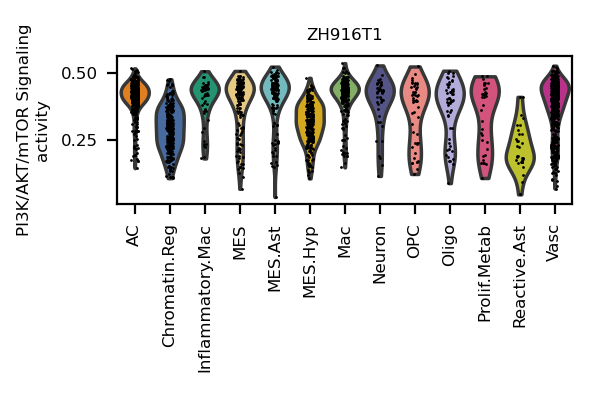 ZH916T1
PI3K/AKT/mTOR Signaling
activity
0.50
0.25
AC
Chromatin.Reg
Inflammatory.Mac
MES
MES.Ast
MES.Hyp
Mac
Neuron
OPC
Oligo
Prolif.Metab
Reactive.Ast
Vasc